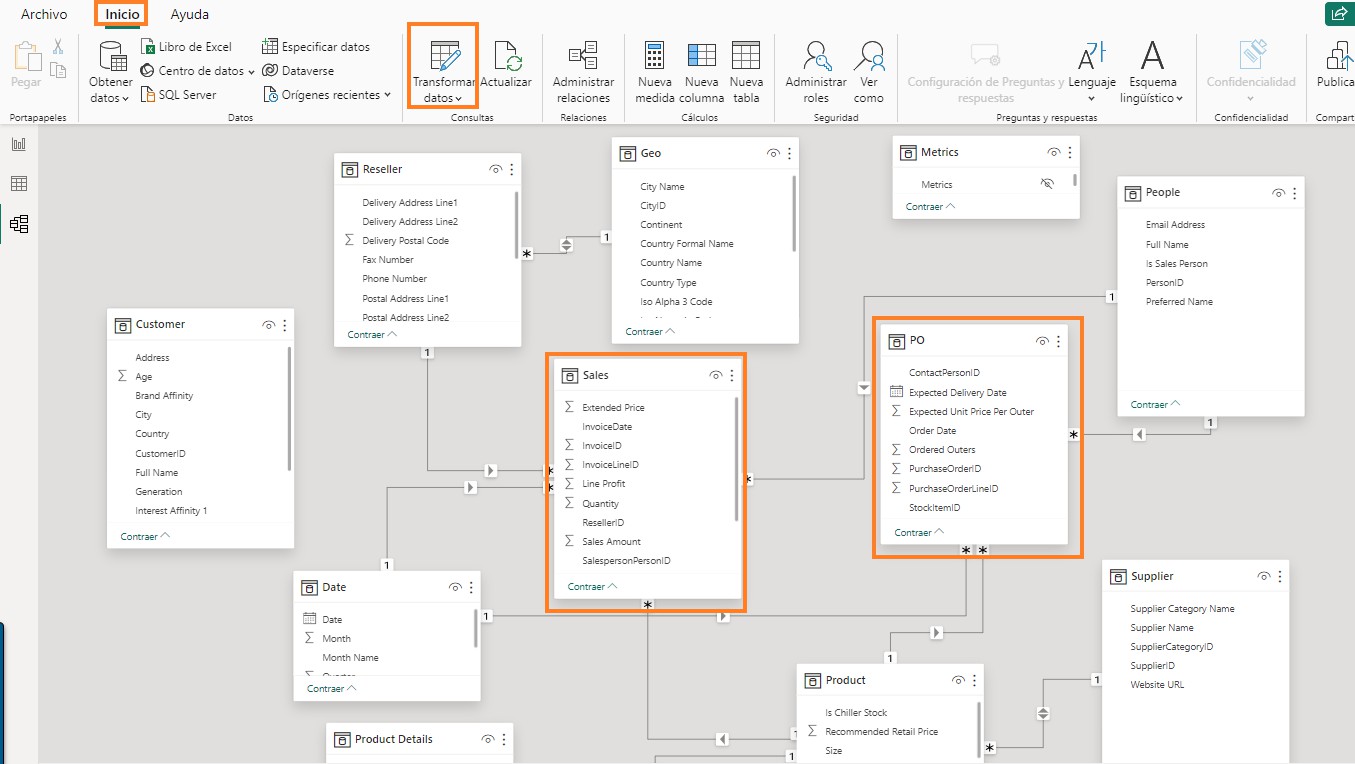 Archivo
Inicio
Ayuda
Pegar
Portapapeles
Obtener
datos
Libro de Excel
Centro de datos
SQL Server
Especificar datos
Dataverse
Orígenes recientes
Datos
Transformar
datos
Actualizar
Consultas
Administrar
relaciones
Relaciones
Nueva
medida
Nueva
columna
Nueva
tabla
Cálculos
Administrar
roles
Ver
como
Seguridad
Configuración de Preguntas y
respuestas
Lenguaje
Esquema
lingüístico
Preguntas y respuestas
Confidencialidad
Confidencialidad
Publica
Compart
Reseller
Delivery Address Line1
Delivery Address Line2
Delivery Postal Code
Fax Number
Phone Number
Postal Address Line1
Postal Address Line2
Contraer
1
*
1
Geo
City Name
CityID
Continent
Country Formal Name
Country Name
Country Type
Iso Alpha 3 Code
Contraer
Metrics
Metrics
Contraer
People
Email Address
Full Name
Is Sales Person
PersonID
Preferred Name
Contraer
1
1
Customer
Address
Age
Brand Affinity
City
Country
CustomerID
Full Name
Generation
Interest Affinity 1
Contraer
Sales
Extended Price
InvoiceDate
InvoiceID
InvoiceLineID
Line Profit
Quantity
ResellerID
Sales Amount
SalespersonPersonID
Contraer
*
*
*
*
PO
ContactPersonID
Expected Delivery Date
Expected Unit Price Per Outer
Order Date
Ordered Outers
PurchaseOrderID
PurchaseOrderLineID
StockItemID
Contraer
*
*
*
1
Date
Date
Month
Month Name
Contraer
1
Product Details
1
Product
Is Chiller Stock
Recommended Retail Price
Size
1
1
*
1
Supplier
Supplier Category Name
Supplier Name
SupplierCategoryID
SupplierID
Website URL